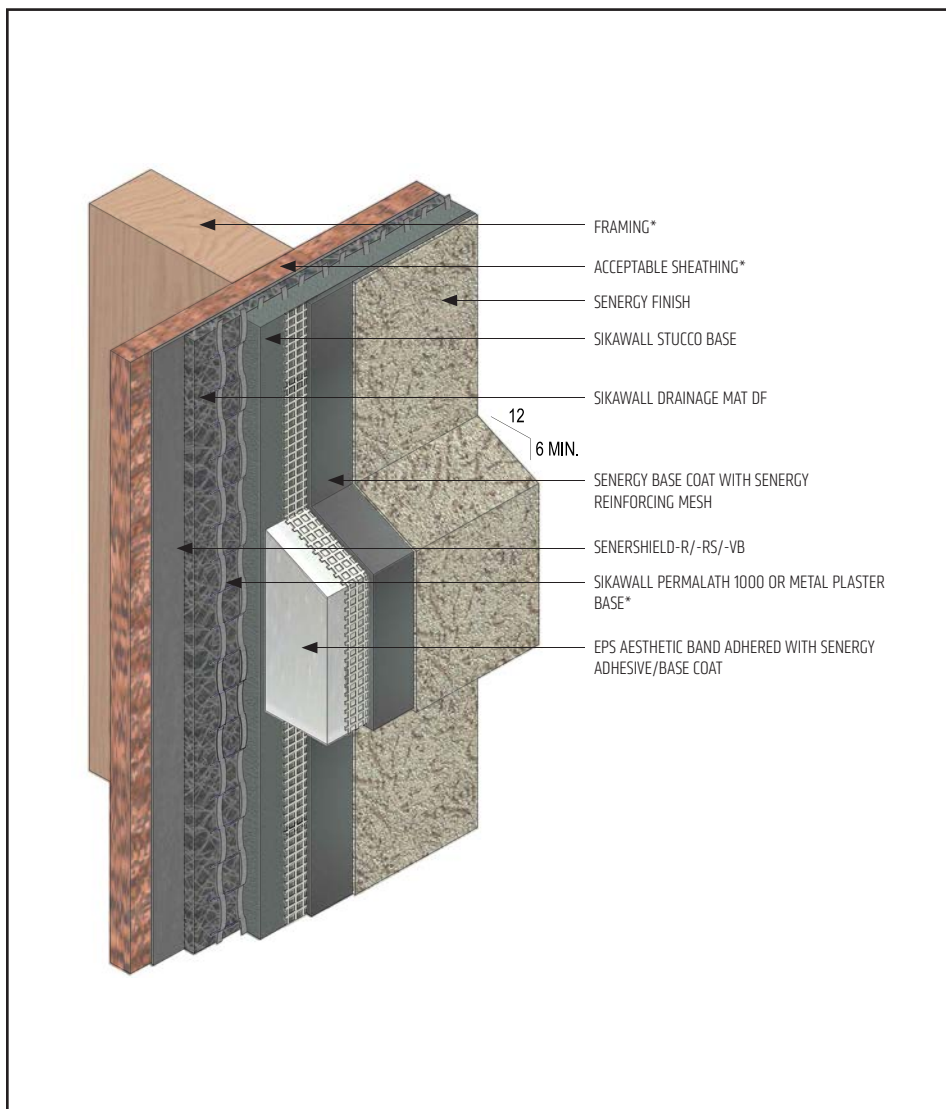 FRAMING*
ACCEPTABLE SHEATHING*
SENERGY FINISH
SIKAWALL STUCCO BASE
SIKAWALL DRAINAGE MAT DF
12
6 MIN.
SENERGY BASE COAT WITH SENERGY
REINFORCING MESH
SENERSHIELD-R/-RS/-VB
SIKAWALL PERMALATH 1000 OR METAL PLASTER
BASE*
EPS AESTHETIC BAND ADHERED WITH SENERGY
ADHESIVE/BASE COAT